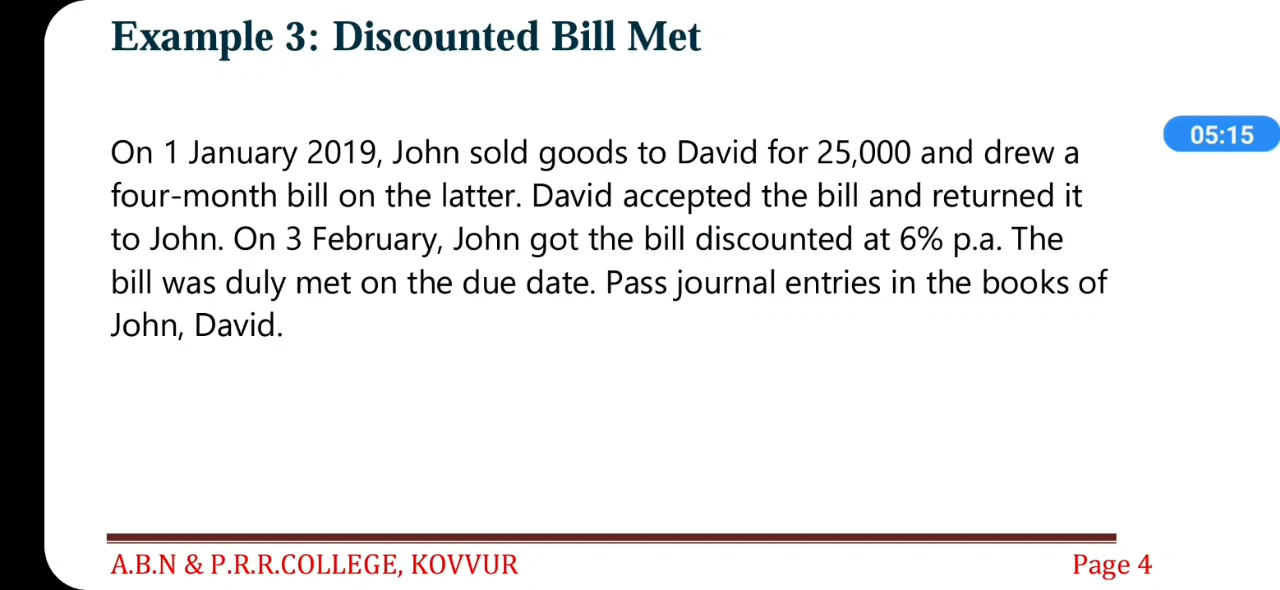 Example 3: Discounted Bill Met
05:15
On 1 January 2019, John sold goods to David for 25,000 and drew a
four-month bill on the latter. David accepted the bill and returned it
to John. On 3 February, John got the bill discounted at 6% p.a. The
bill was duly met on the due date. Pass journal entries in the books of
John, David.
A.B.N & P.R.R.COLLEGE, KOVVUR
Page 4